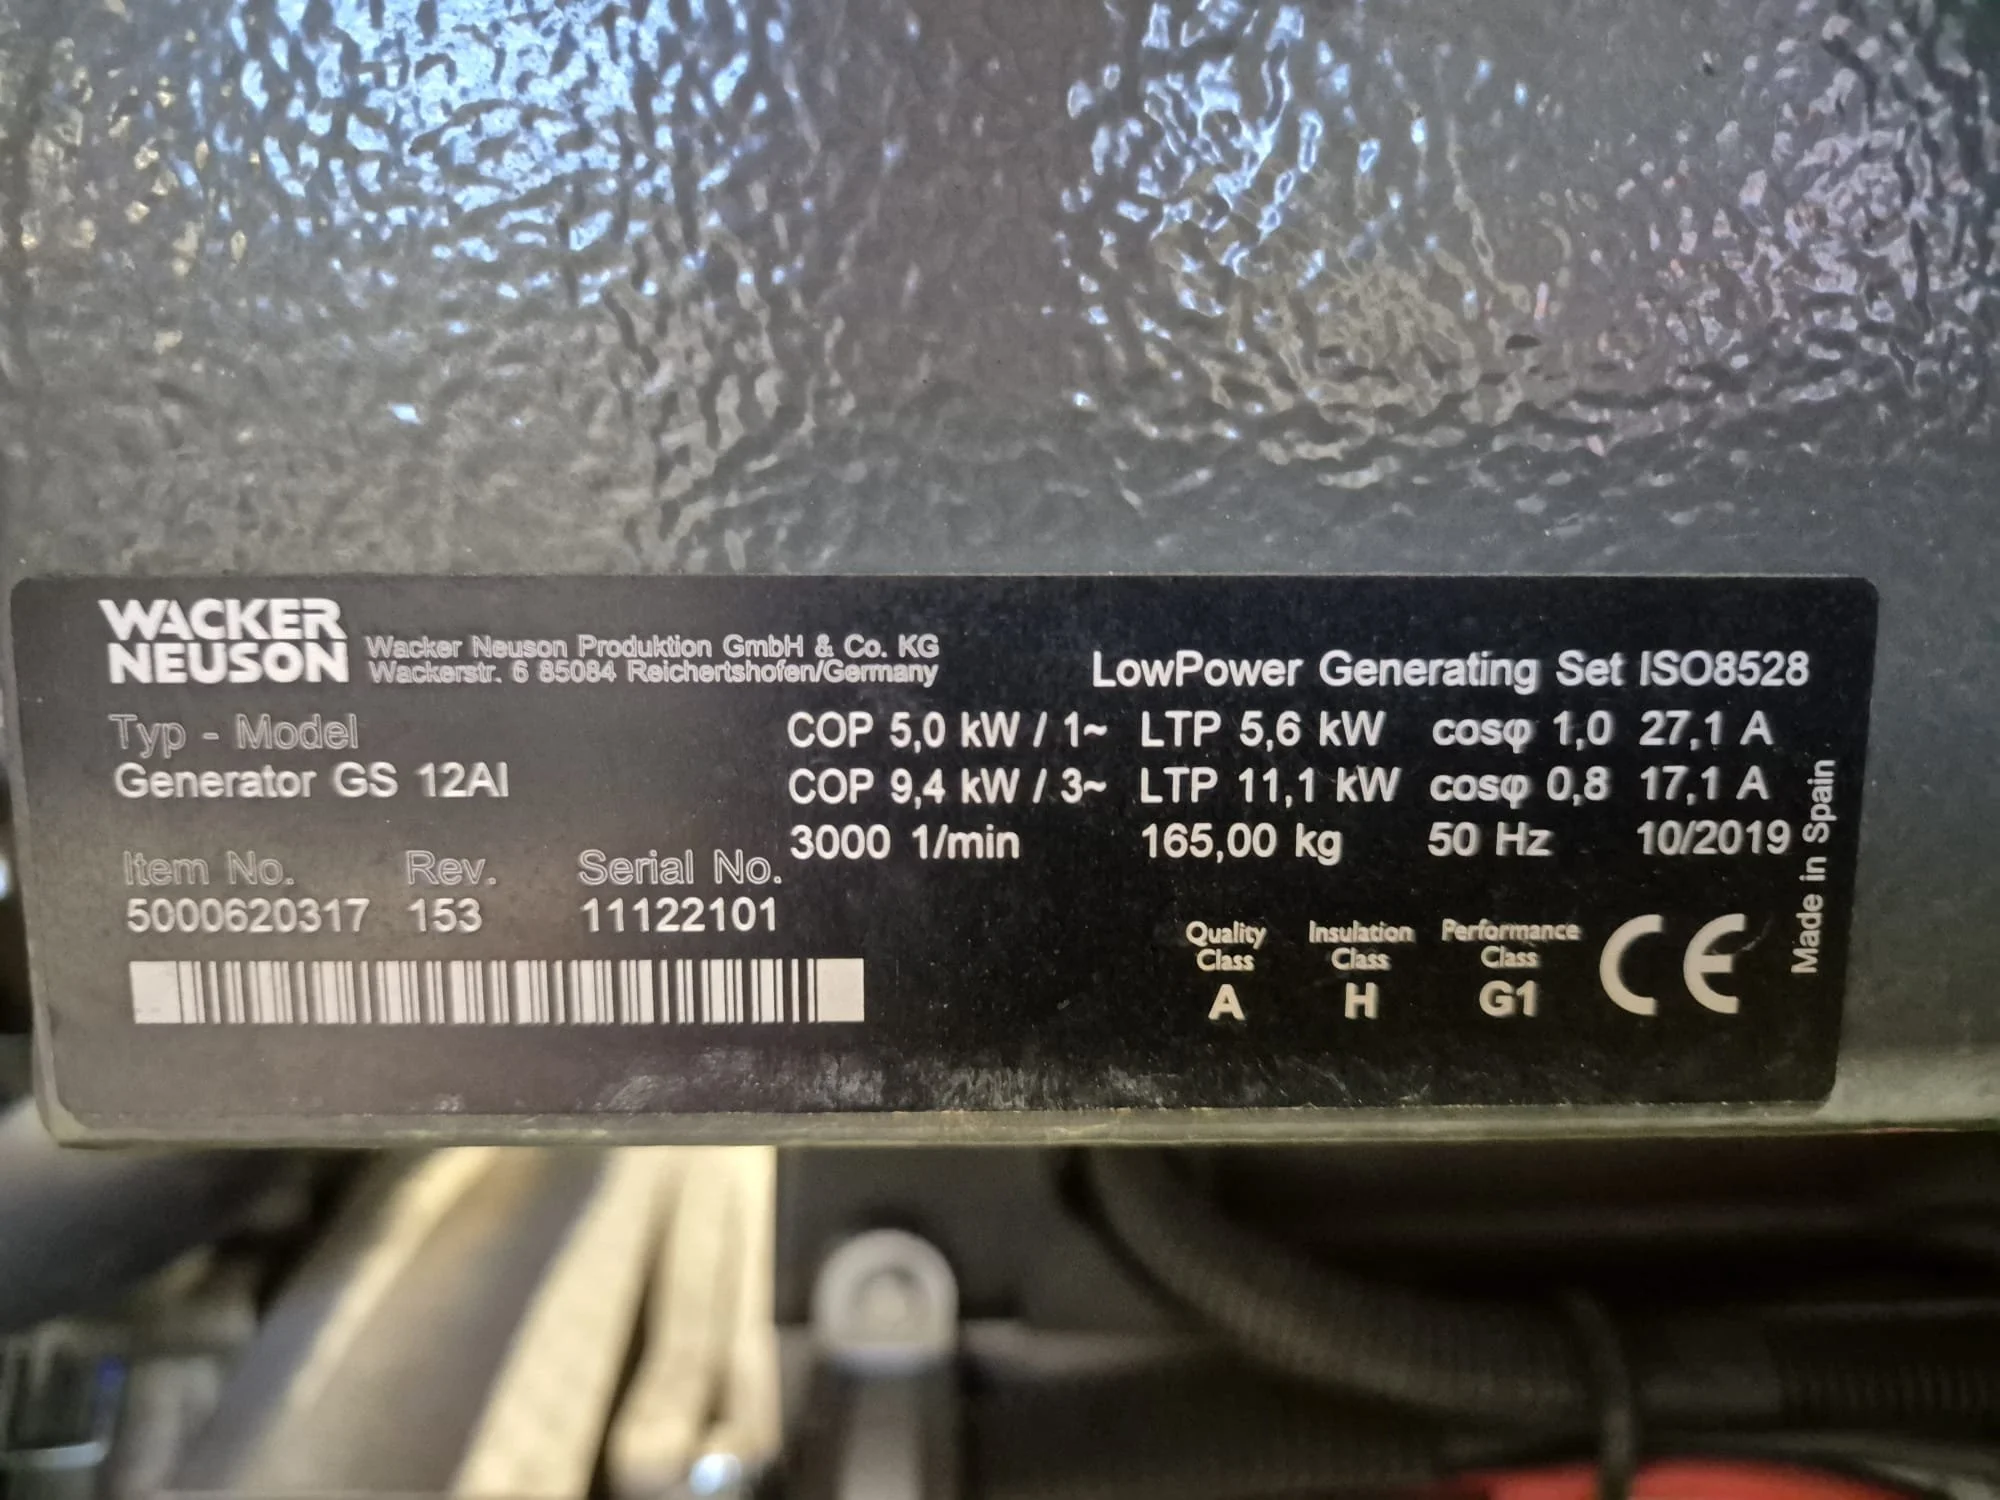 WACKER
NEUSON
Wacker Neuson Produktion GmbH & Co. KG
Wackerstr. 6 85084 Reichertshofen/Germany
LowPower Generating Set ISO8528
Typ - Model
Generator GS 12AI
COP 5,0 kW / 1~ LTP 5,6 kW cosφ 1,0 27,1 A
COP 9,4 kW / 3~ LTP 11,1 kW cosφ 0,8 17,1 A
3000 1/min 165,00 kg 50 Hz 10/2019
Item No. Rev. Serial No.
5000620317 153 11122101
Quality Class Insulation Class Performance Class
A H G1
CE
Made in Spain